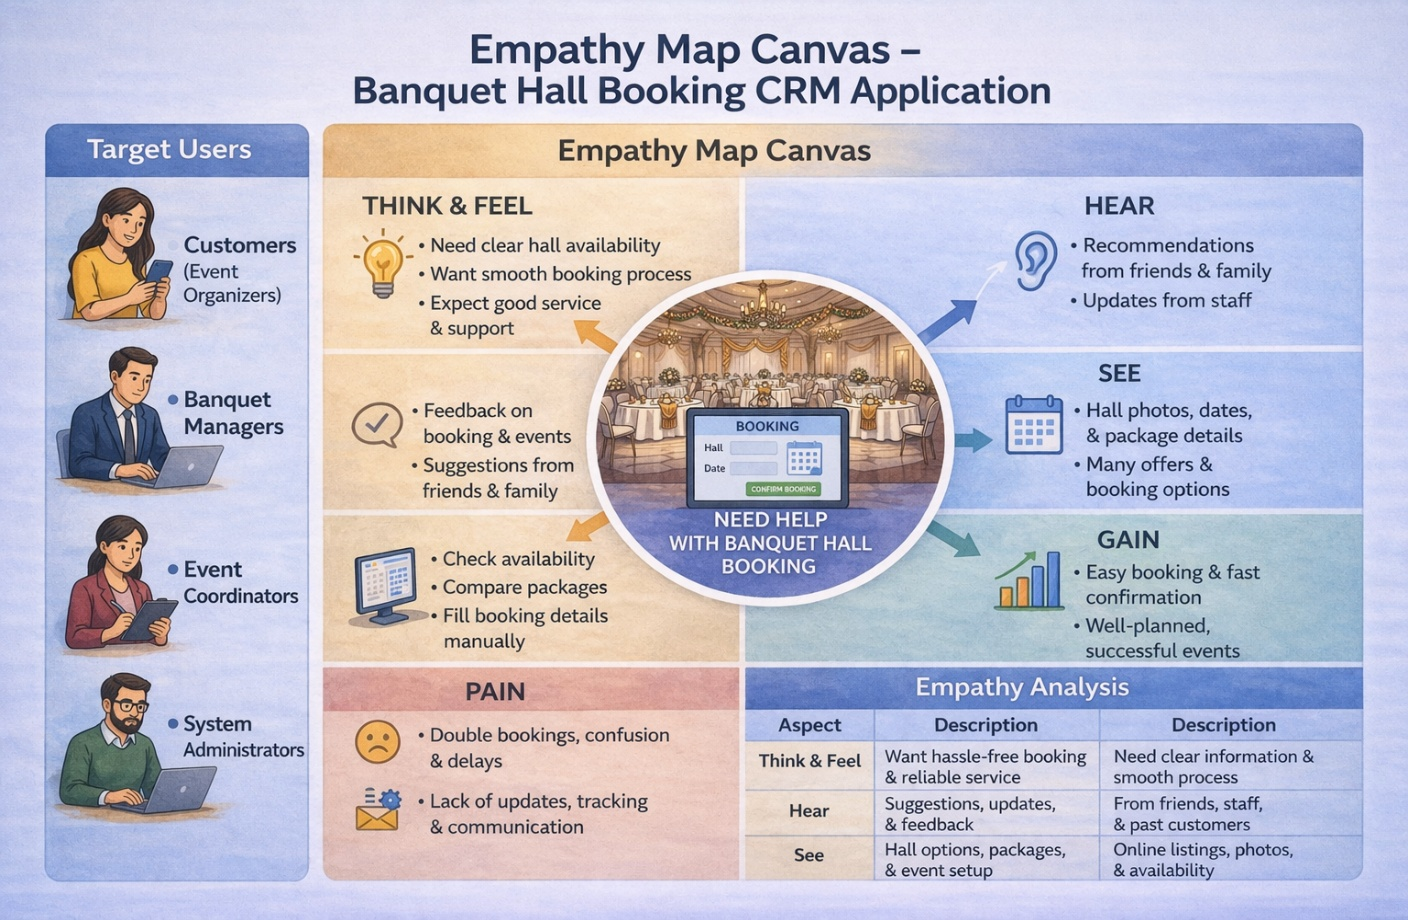 Empathy Map Canvas –
Banquet Hall Booking CRM Application
Target Users
Customers
(Event
Organizers)
• Banquet
Managers
• Event
Coordinators
• System
Administrators
Empathy Map Canvas
THINK & FEEL
• Need clear hall availability
• Want smooth booking process
• Expect good service
& support
• Feedback on
booking & events
• Suggestions from
friends & family
• Check availability
• Compare packages
• Fill booking details
manually
BOOKING
Hall
Date
CONFIRM BOOKING
NEED HELP
WITH BANQUET HALL
BOOKING
HEAR
• Recommendations
from friends & family
• Updates from staff
SEE
• Hall photos, dates,
& package details
• Many offers &
booking options
GAIN
• Easy booking & fast
confirmation
• Well-planned,
successful events
PAIN
• Double bookings, confusion
& delays
• Lack of updates, tracking
& communication
Empathy Analysis
Aspect Description Description
Think & Feel Want hassle-free booking Need clear information &
& reliable service smooth process
Hear Suggestions, updates, From friends, staff,
& feedback & past customers
See Hall options, packages, Online listings, photos,
& event setup & availability